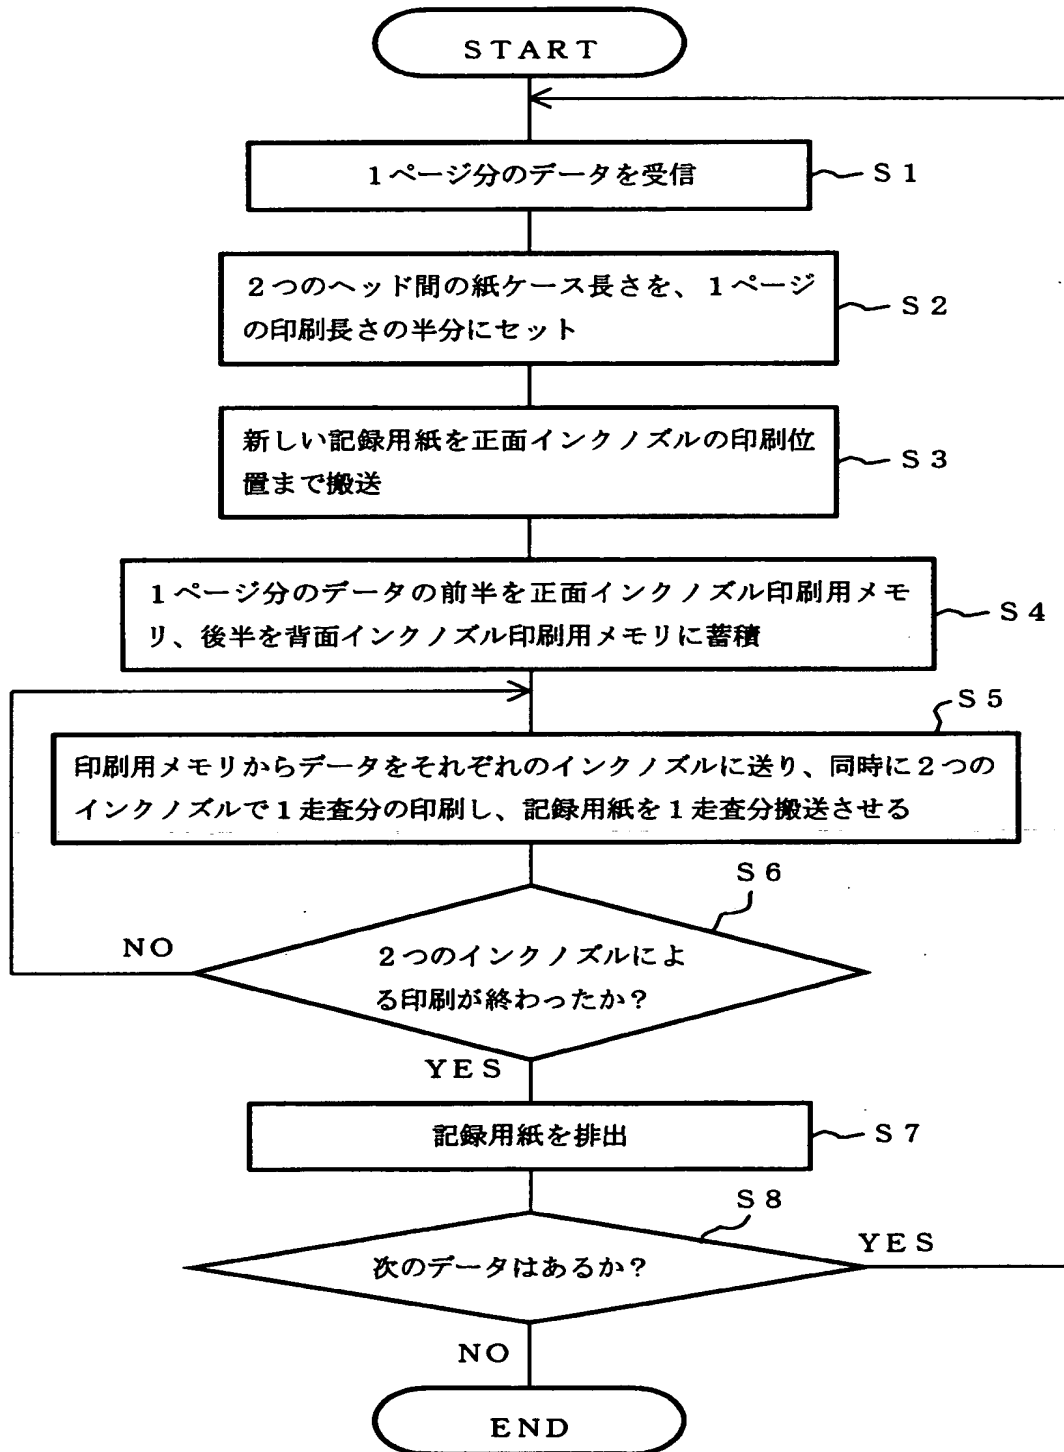 START
1ページ分のデータを受信
S1
2つのヘッド間の紙ケース長さを、1ページ
の印刷長さの半分にセット
S2
新しい記録用紙を正面インクノズルの印刷位
置まで搬送
S3
1ページ分のデータの前半を正面インクノズル印刷用メモ
リ、後半を背面インクノズル印刷用メモリに蓄積
S4
S5
印刷用メモリからデータをそれぞれのインクノズルに送り、同時に2つの
インクノズルで1走査分の印刷し、記録用紙を1走査分搬送させる
S6
NO
2つのインクノズルによ
る印刷が終わったか?
YES
記録用紙を排出
S7
S8
次のデータはあるか?
YES
NO
END